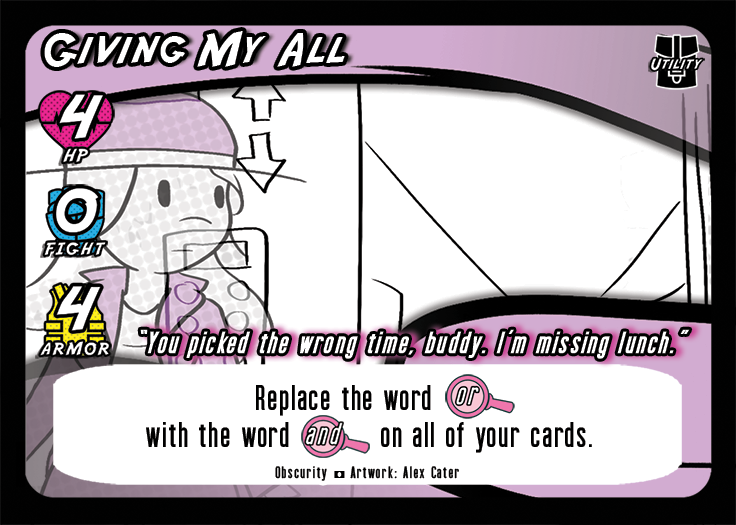 GIVING MY ALL
UTILITY
4
HP
0
FIGHT
4
ARMOR
"You picked the wrong time, buddy. I'm missing lunch."
Replace the word or
with the word and on all of your cards.
Obscurity Artwork: Alex Cater